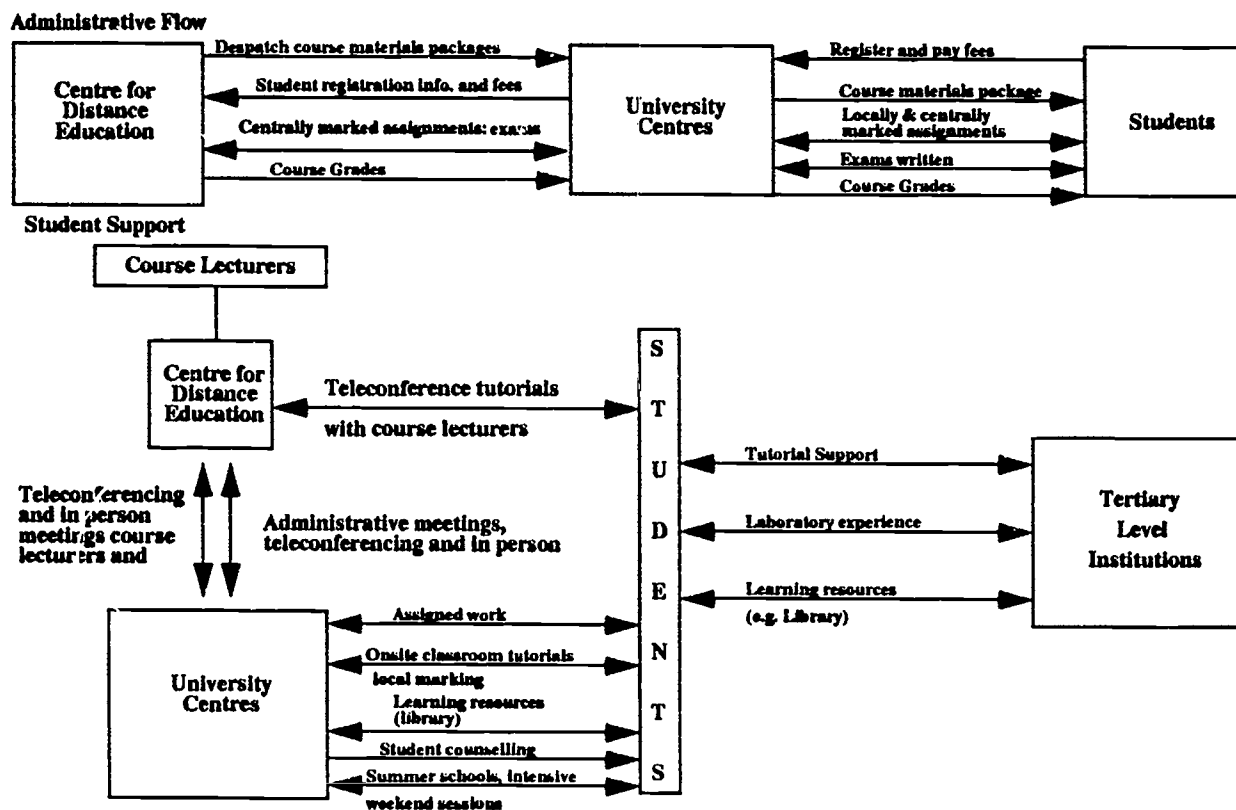 Administrative Flow
Centre for
Distance
Education
Despatch course materials packages
Student registration info. and fees
Centrally marked assignments: exams
Course Grades
University
Centres
Register and pay fees
Course materials package
Locally & centrally
marked assignments
Exams written
Course Grades
Students
Student Support
Course Lecturers
Centre for
Distance
Education
Teleconference tutorials
with course lecturers
Teleconferencing
and in person
meetings course
lecturers and
Administrative meetings,
teleconferencing and in person
University
Centres
Assigned work
Onsite classroom tutorials
local marking
Learning resources
(library)
Student counselling
Summer schools, intensive
weekend sessions
S
T
U
D
E
N
T
S
Tutorial Support
Laboratory experience
Learning resources
(e.g. Library)
Tertiary
Level
Institutions